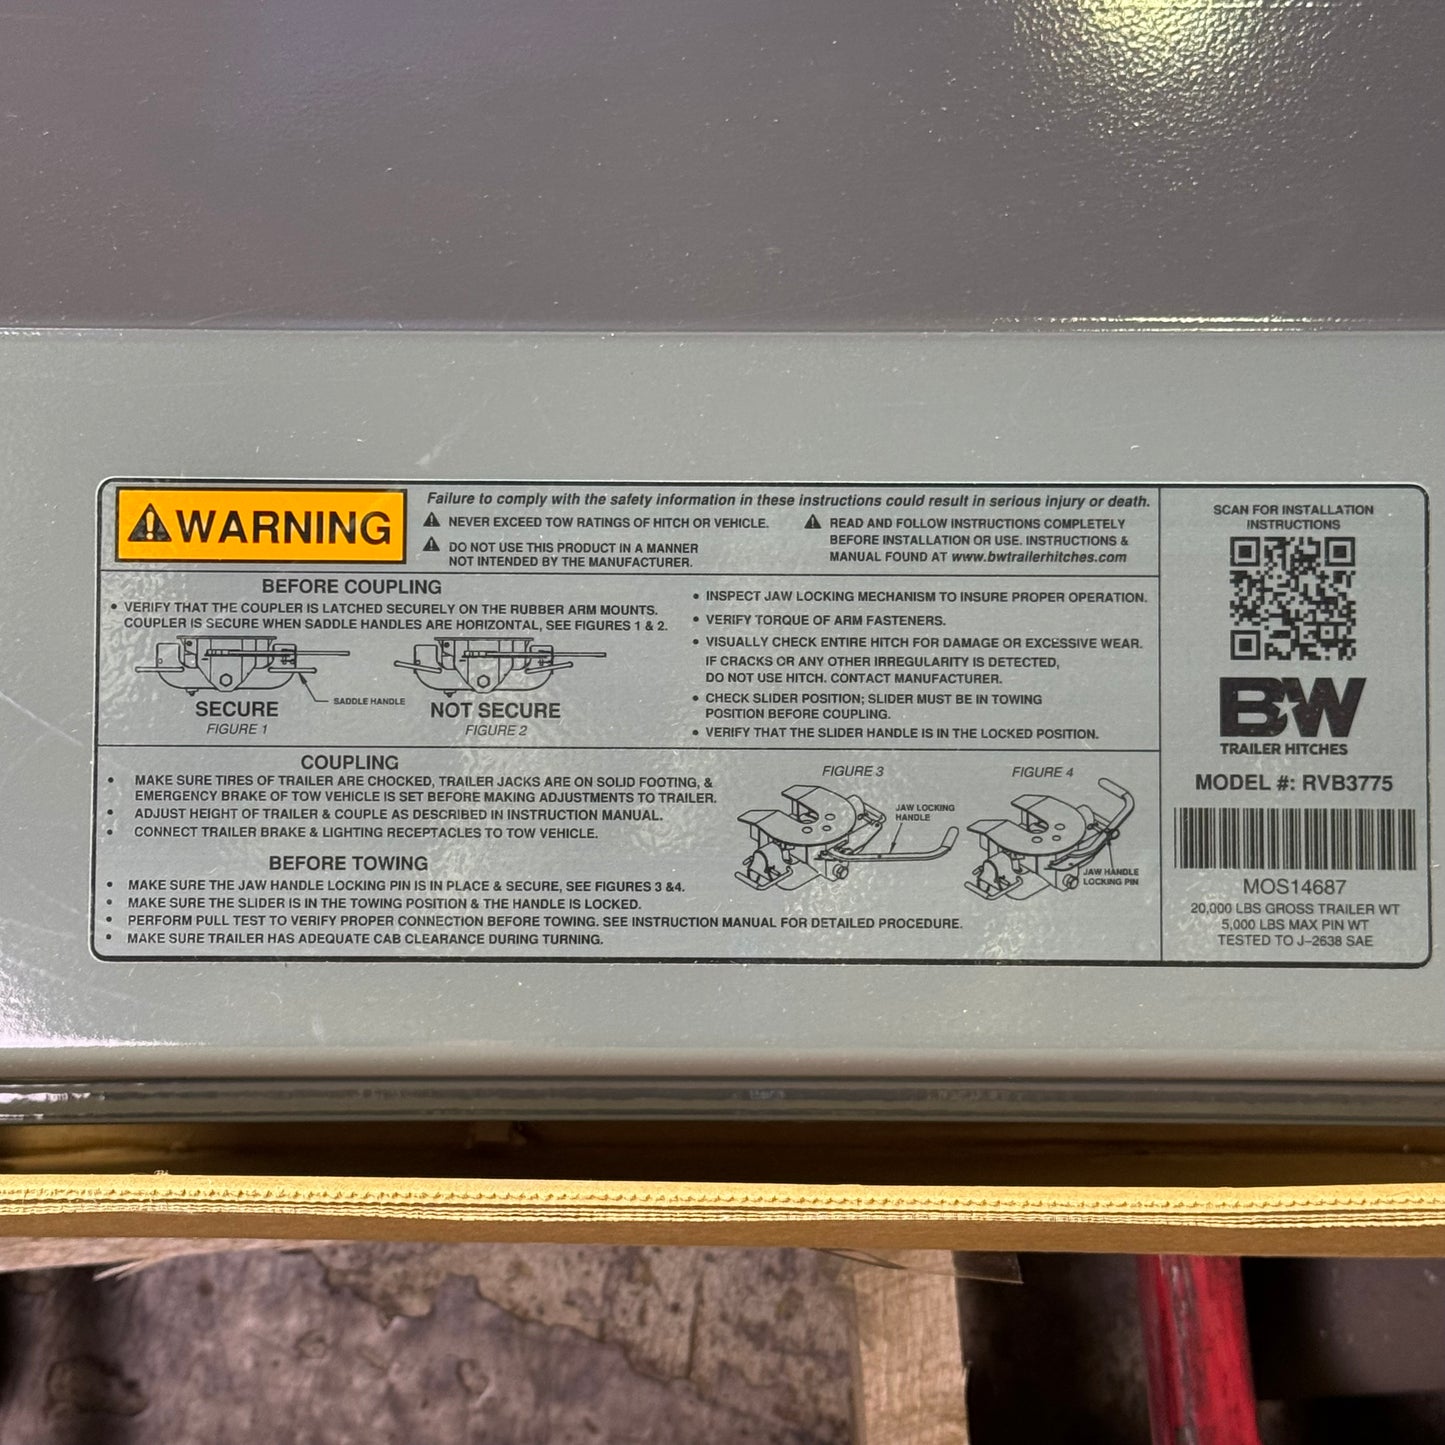 WARNING
Failure to comply with the safety information in these instructions could result in serious injury or death.
NEVER EXCEED TOW RATINGS OF HITCH OR VEHICLE.
DO NOT USE THIS PRODUCT IN A MANNER
NOT INTENDED BY THE MANUFACTURER.
READ AND FOLLOW INSTRUCTIONS COMPLETELY
BEFORE INSTALLATION OR USE. INSTRUCTIONS &
MANUAL FOUND AT www.bwtrailerhitches.com
BEFORE COUPLING
• VERIFY THAT THE COUPLER IS LATCHED SECURELY ON THE RUBBER ARM MOUNTS.
COUPLER IS SECURE WHEN SADDLE HANDLES ARE HORIZONTAL, SEE FIGURES 1 & 2.
SADDLE HANDLE
SECURE
FIGURE 1
NOT SECURE
FIGURE 2
• INSPECT JAW LOCKING MECHANISM TO INSURE PROPER OPERATION.
• VERIFY TORQUE OF ARM FASTENERS.
• VISUALLY CHECK ENTIRE HITCH FOR DAMAGE OR EXCESSIVE WEAR.
IF CRACKS OR ANY OTHER IRREGULARITY IS DETECTED,
DO NOT USE HITCH. CONTACT MANUFACTURER.
• CHECK SLIDER POSITION; SLIDER MUST BE IN TOWING
POSITION BEFORE COUPLING.
• VERIFY THAT THE SLIDER HANDLE IS IN THE LOCKED POSITION.
COUPLING
• MAKE SURE TIRES OF TRAILER ARE CHOCKED, TRAILER JACKS ARE ON SOLID FOOTING, &
EMERGENCY BRAKE OF TOW VEHICLE IS SET BEFORE MAKING ADJUSTMENTS TO TRAILER.
• ADJUST HEIGHT OF TRAILER & COUPLE AS DESCRIBED IN INSTRUCTION MANUAL.
• CONNECT TRAILER BRAKE & LIGHTING RECEPTACLES TO TOW VEHICLE.
BEFORE TOWING
• MAKE SURE THE JAW HANDLE LOCKING PIN IS IN PLACE & SECURE, SEE FIGURES 3 &4.
• MAKE SURE THE SLIDER IS IN THE TOWING POSITION & THE HANDLE IS LOCKED.
• PERFORM PULL TEST TO VERIFY PROPER CONNECTION BEFORE TOWING. SEE INSTRUCTION MANUAL FOR DETAILED PROCEDURE.
• MAKE SURE TRAILER HAS ADEQUATE CAB CLEARANCE DURING TURNING.
FIGURE 3
JAW LOCKING
HANDLE
FIGURE 4
JAW HANDLE
LOCKING PIN
SCAN FOR INSTALLATION
INSTRUCTIONS
B★W
TRAILER HITCHES
MODEL #: RVB3775
MOS14687
20,000 LBS GROSS TRAILER WT
5,000 LBS MAX PIN WT
TESTED TO J-2638 SAE